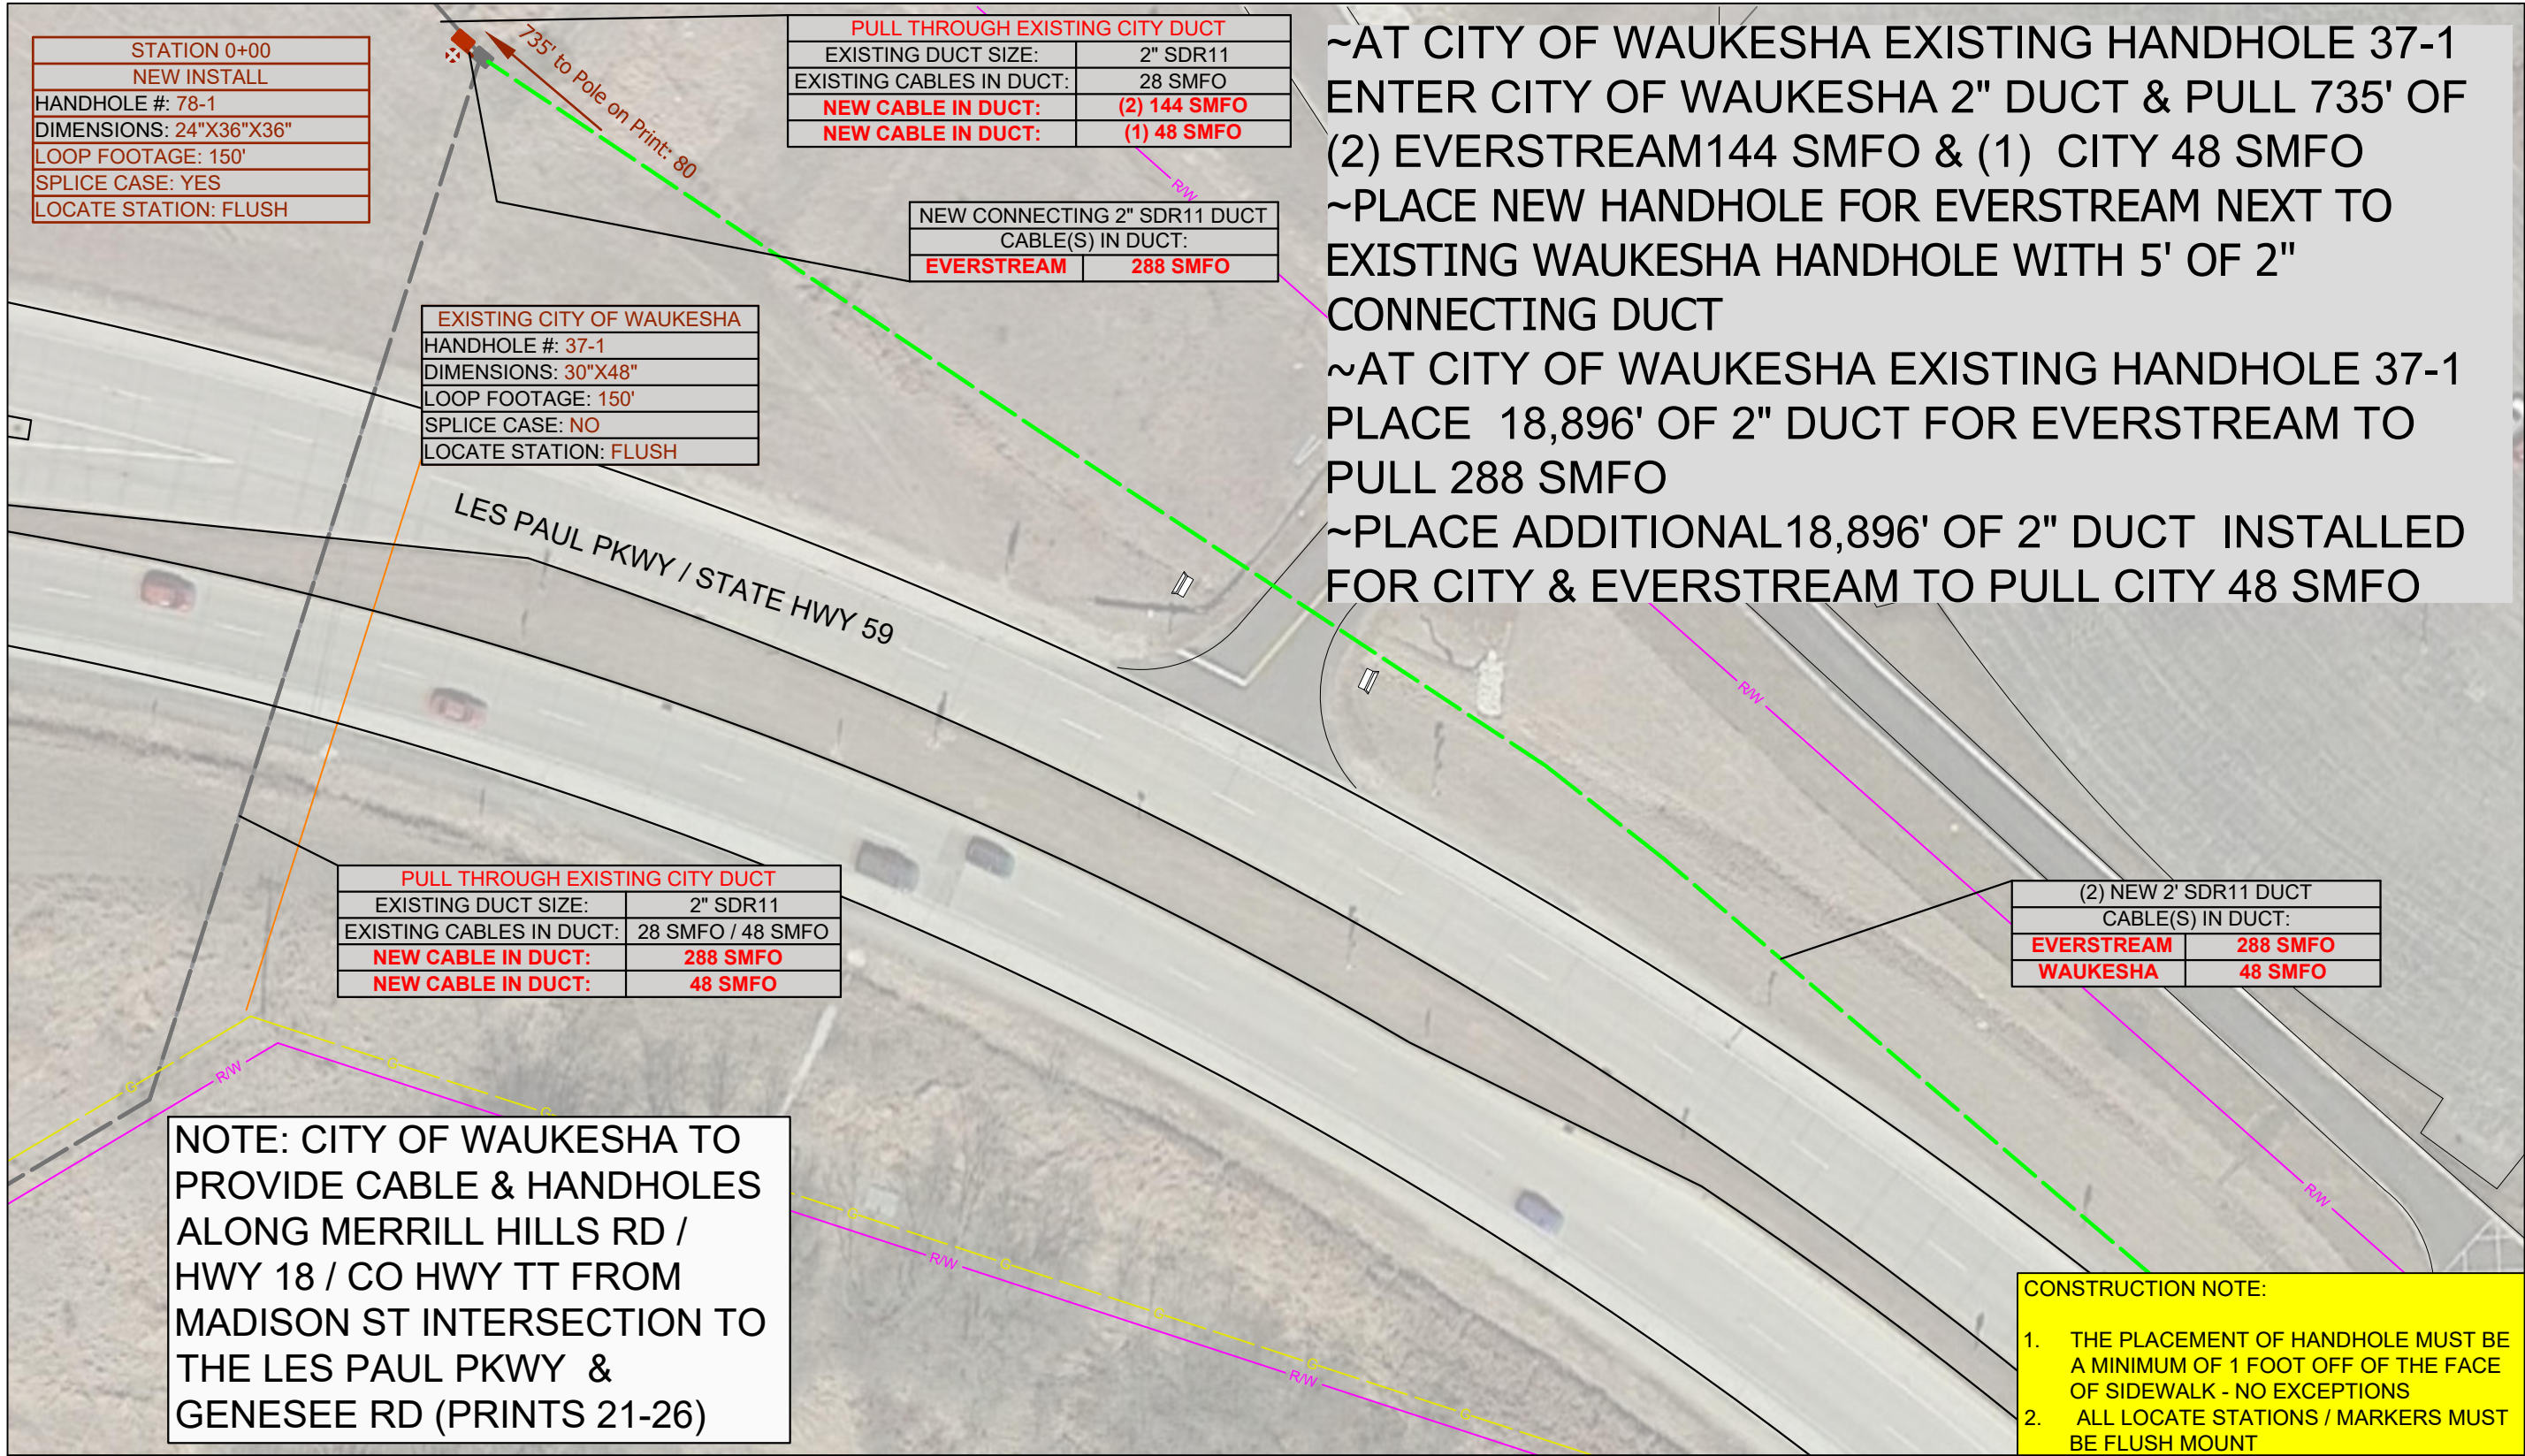 STATION 0+00
NEW INSTALL
HANDHOLE #: 78-1
DIMENSIONS: 24"X36"X36"
LOOP FOOTAGE: 150'
SPLICE CASE: YES
LOCATE STATION: FLUSH
735' to Pole on Print: 80
PULL THROUGH EXISTING CITY DUCT
EXISTING DUCT SIZE: 2" SDR11
EXISTING CABLES IN DUCT: 28 SMFO
NEW CABLE IN DUCT: (2) 144 SMFO
NEW CABLE IN DUCT: (1) 48 SMFO
R/W
NEW CONNECTING 2" SDR11 DUCT
CABLE(S) IN DUCT:
EVERSTREAM 288 SMFO
~AT CITY OF WAUKESHA EXISTING HANDHOLE 37-1
ENTER CITY OF WAUKESHA 2" DUCT & PULL 735' OF
(2) EVERSTREAM144 SMFO & (1) CITY 48 SMFO
~PLACE NEW HANDHOLE FOR EVERSTREAM NEXT TO
EXISTING WAUKESHA HANDHOLE WITH 5' OF 2"
CONNECTING DUCT
~AT CITY OF WAUKESHA EXISTING HANDHOLE 37-1
PLACE 18,896' OF 2" DUCT FOR EVERSTREAM TO
PULL 288 SMFO
~PLACE ADDITIONAL18,896' OF 2" DUCT INSTALLED
FOR CITY & EVERSTREAM TO PULL CITY 48 SMFO
EXISTING CITY OF WAUKESHA
HANDHOLE #: 37-1
DIMENSIONS: 30"X48"
LOOP FOOTAGE: 150'
SPLICE CASE: NO
LOCATE STATION: FLUSH
LES PAUL PKWY / STATE HWY 59
R/W
PULL THROUGH EXISTING CITY DUCT
EXISTING DUCT SIZE: 2" SDR11
EXISTING CABLES IN DUCT: 28 SMFO / 48 SMFO
NEW CABLE IN DUCT: 288 SMFO
NEW CABLE IN DUCT: 48 SMFO
(2) NEW 2' SDR11 DUCT
CABLE(S) IN DUCT:
EVERSTREAM 288 SMFO
WAUKESHA 48 SMFO
G
R/W
G
G
NOTE: CITY OF WAUKESHA TO
PROVIDE CABLE & HANDHOLES
ALONG MERRILL HILLS RD /
HWY 18 / CO HWY TT FROM
MADISON ST INTERSECTION TO
THE LES PAUL PKWY &
GENESEE RD (PRINTS 21-26)
G
R/W
G
G
G
R/W
G
R/W
CONSTRUCTION NOTE:
1. THE PLACEMENT OF HANDHOLE MUST BE
A MINIMUM OF 1 FOOT OFF OF THE FACE
OF SIDEWALK - NO EXCEPTIONS
2. ALL LOCATE STATIONS / MARKERS MUST
BE FLUSH MOUNT